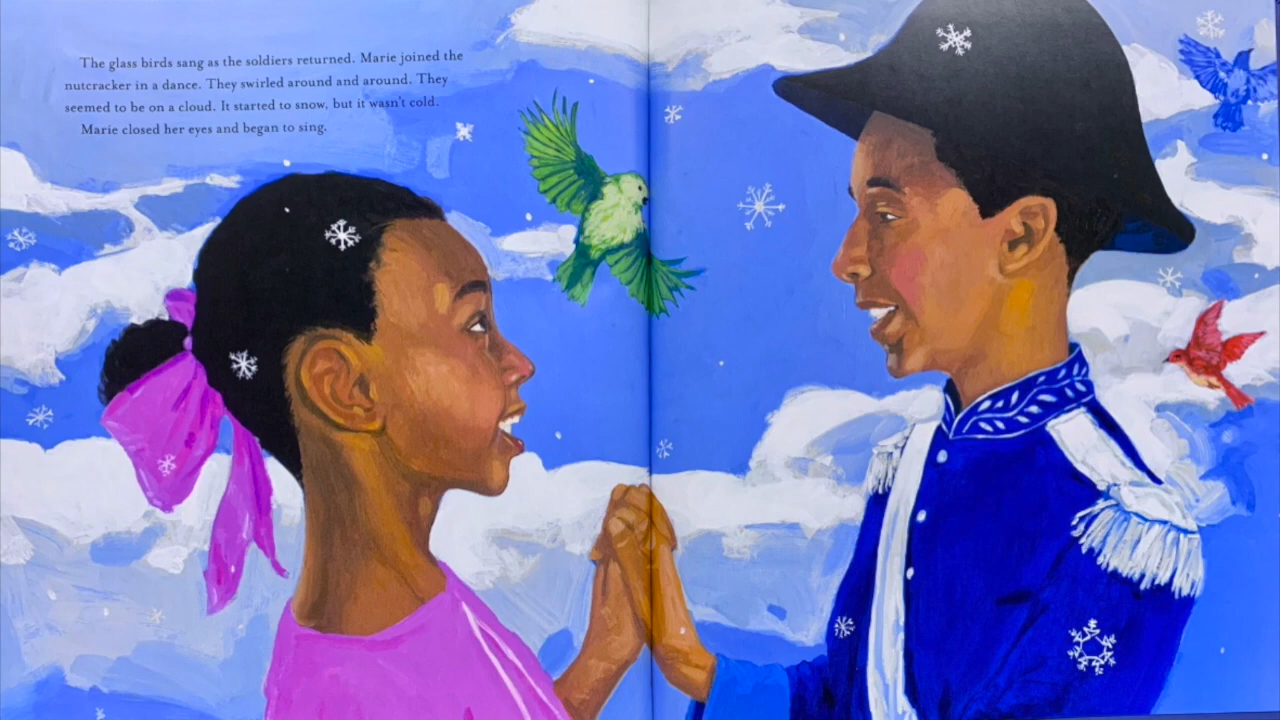 The glass birds sang as the soldiers returned. Marie joined the
nutcracker in a dance. They swirled around and around. They
seemed to be on a cloud. It started to snow, but it wasn't cold.
Marie closed her eyes and began to sing.